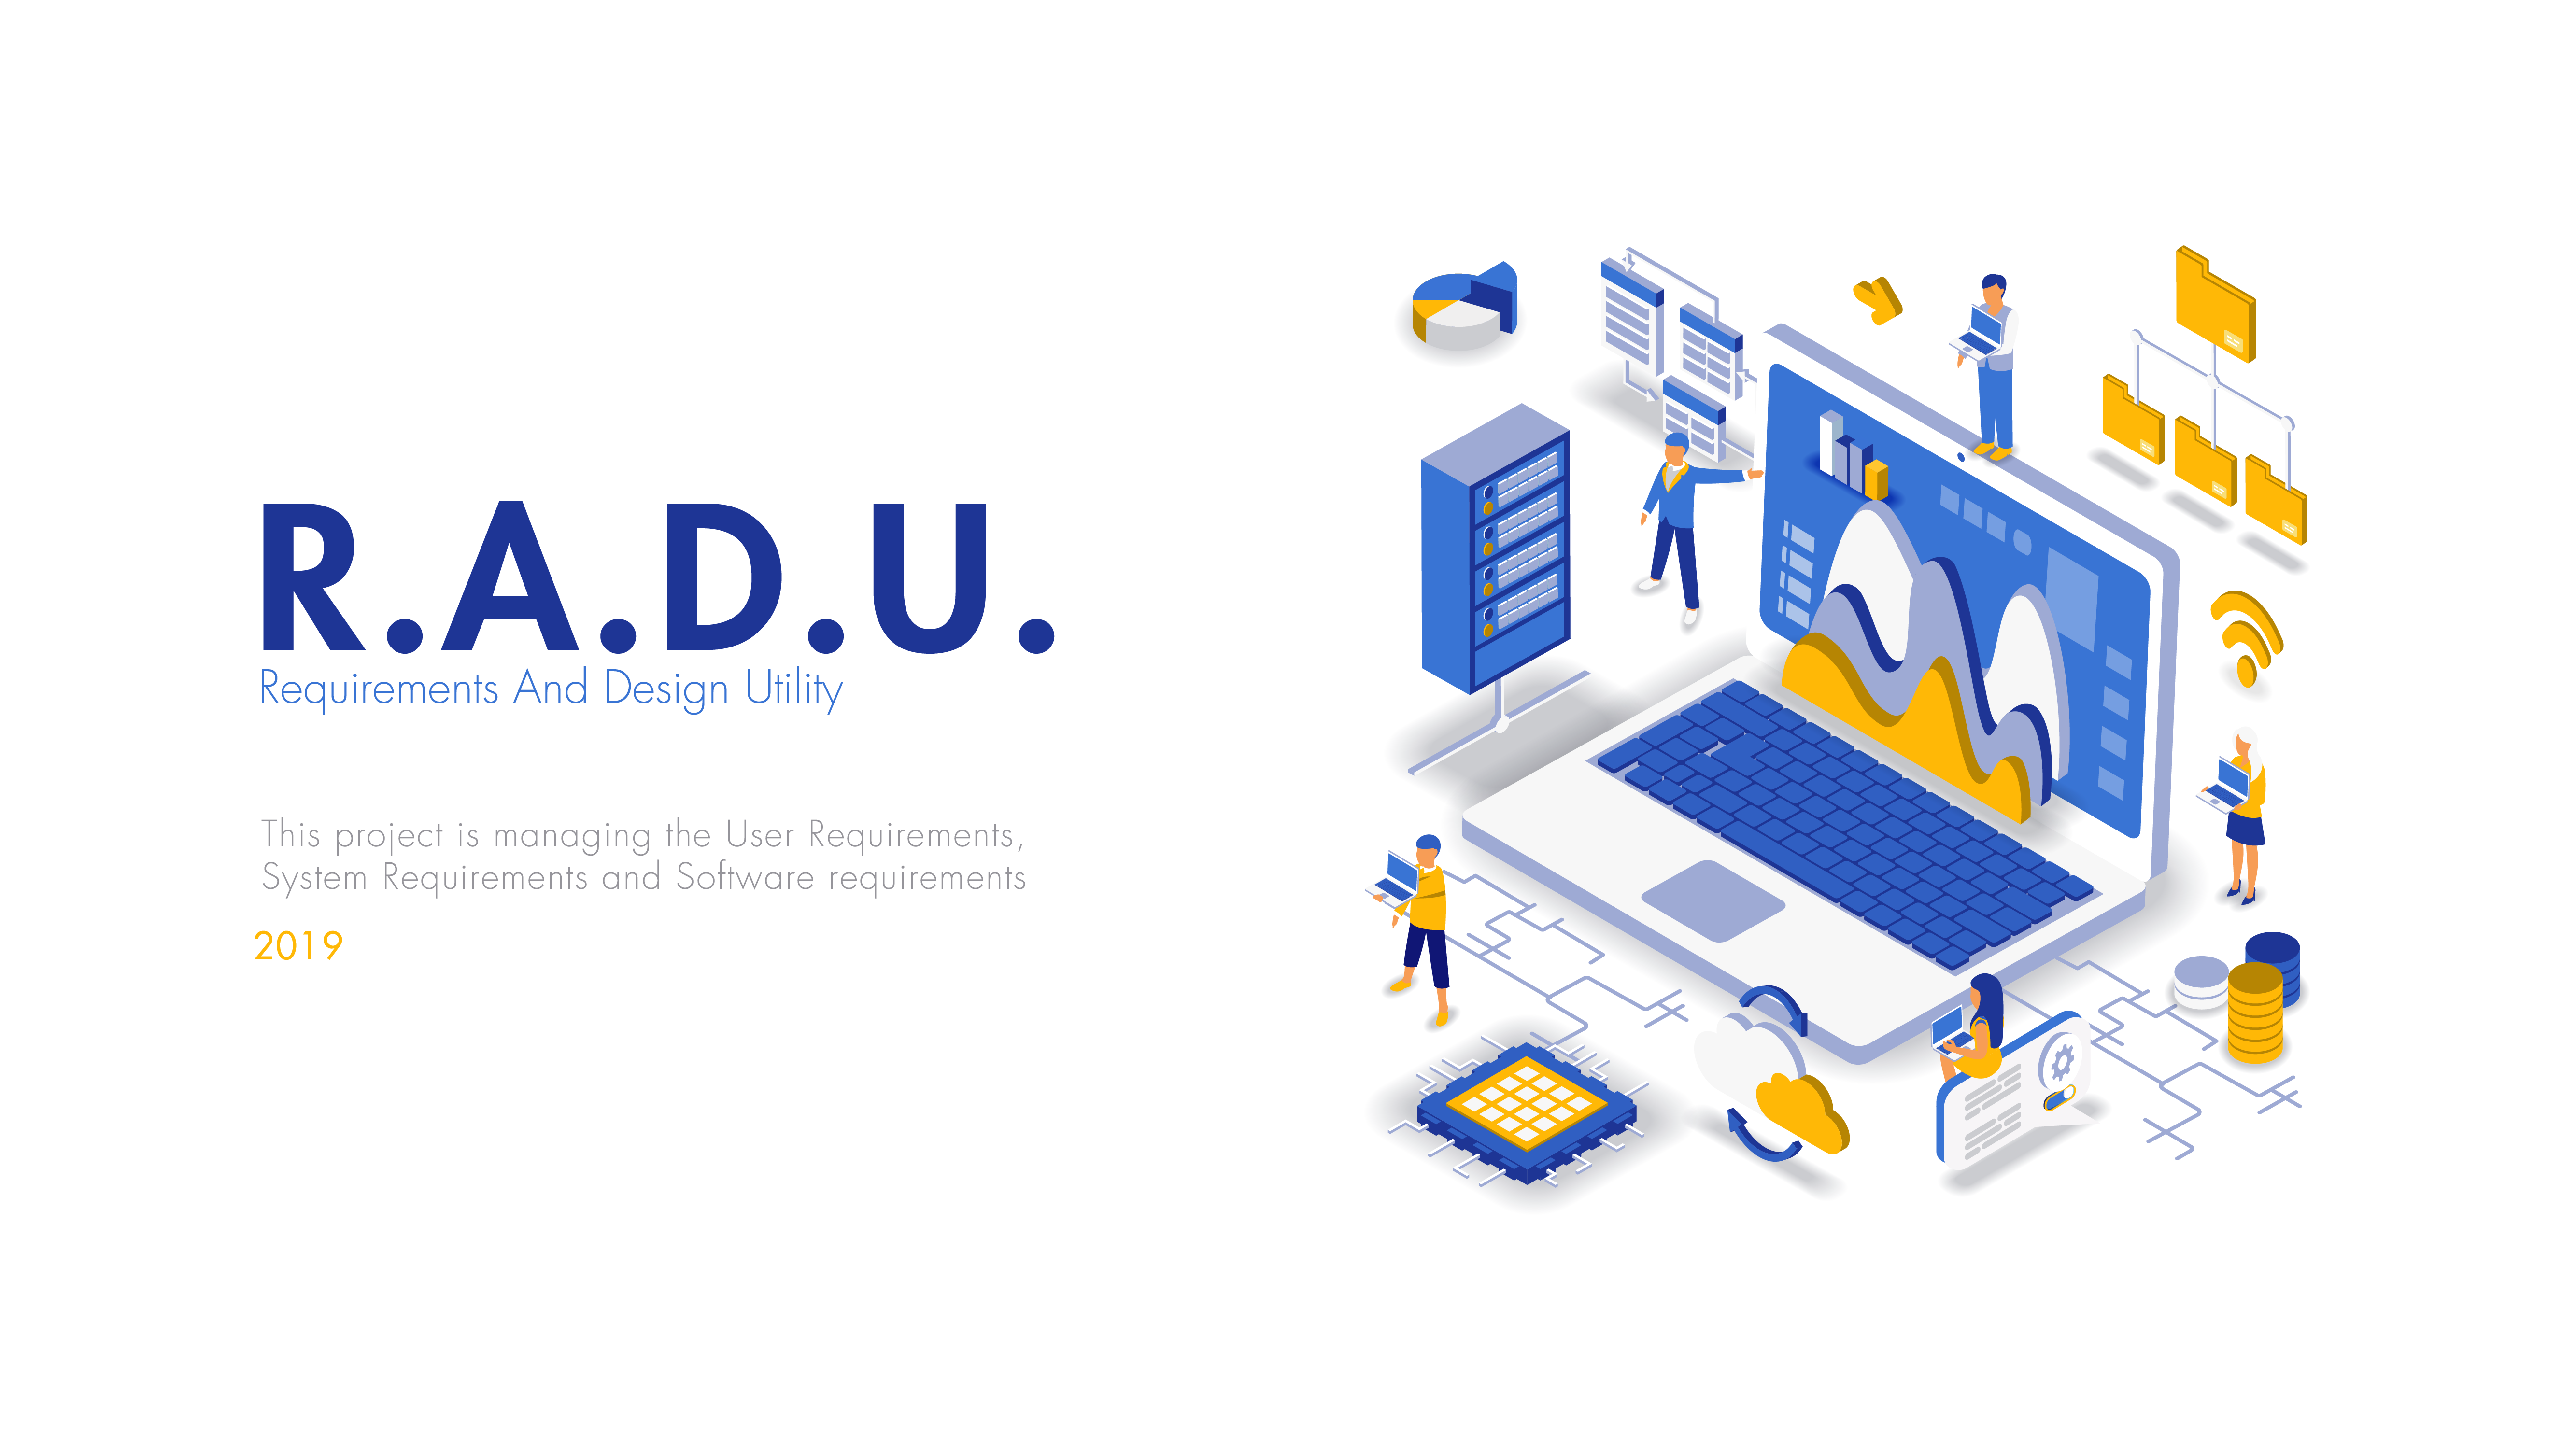 R.A.D.U.
Requirements And Design Utility
This project is managing the User Requirements,
System Requirements and Software requirements
2019